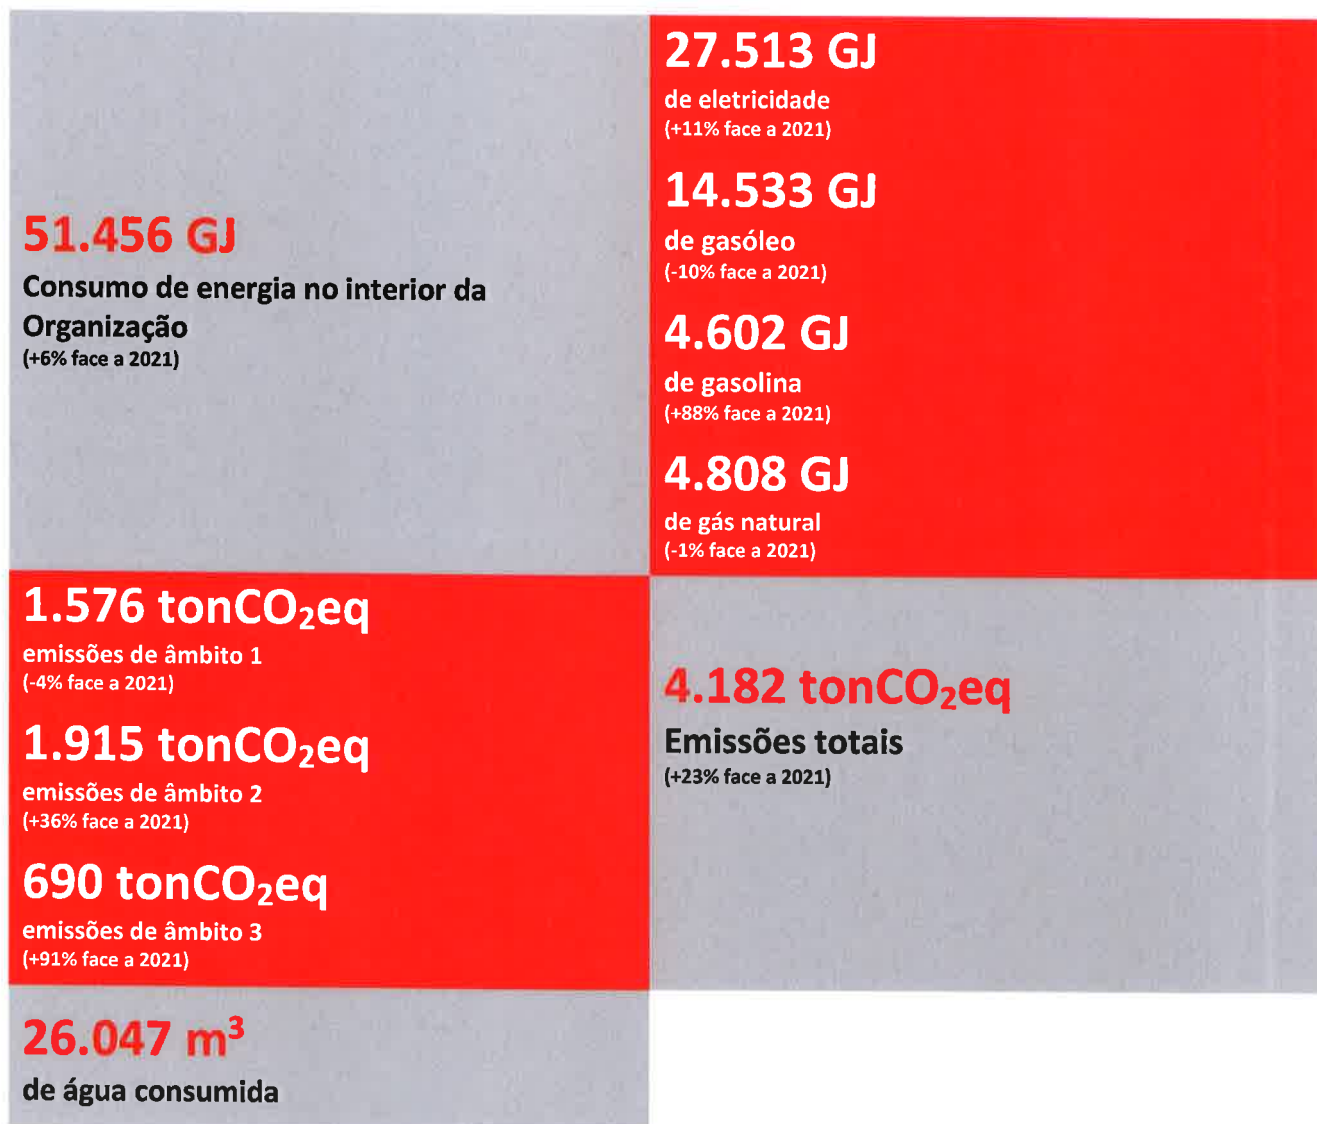 51.456 GJ
Consumo de energia no interior da
Organização
(+6% face a 2021)
27.513 GJ
de eletricidade
(+11% face a 2021)
14.533 GJ
de gasóleo
(-10% face a 2021)
4.602 GJ
de gasolina
(+88% face a 2021)
4.808 GJ
de gás natural
(-1% face a 2021)
1.576 tonCO₂eq
emissões de âmbito 1
(-4% face a 2021)
1.915 tonCO₂eq
emissões de âmbito 2
(+36% face a 2021)
690 tonCO₂eq
emissões de âmbito 3
(+91% face a 2021)
4.182 tonCO₂eq
Emissões totais
(+23% face a 2021)
26.047 m³
de água consumida